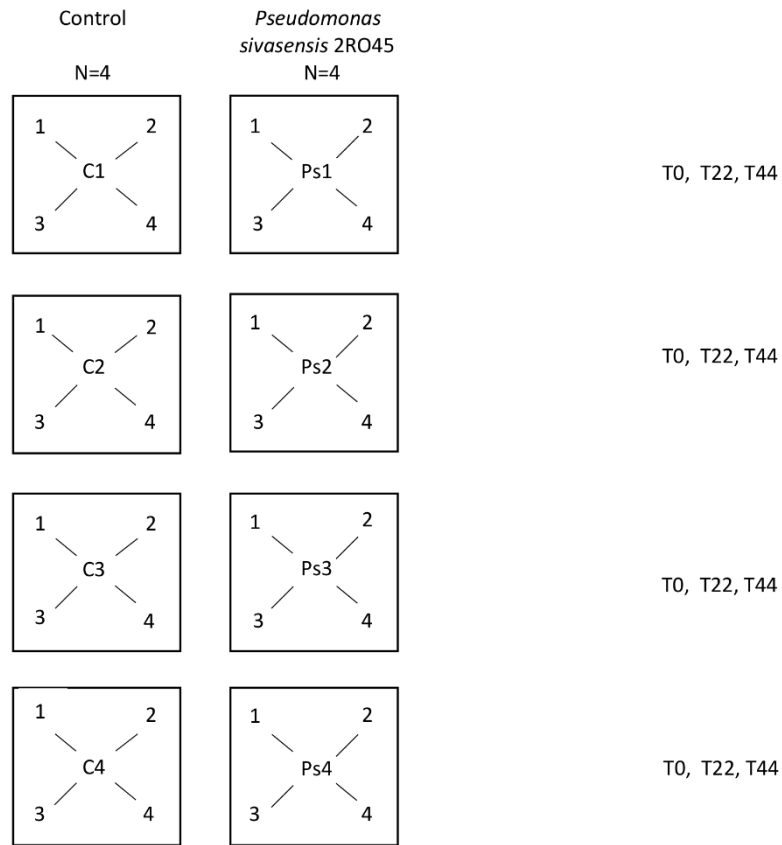 Control
Pseudomonas
sivasensis 2RO45
N=4
N=4
1 2
C1
3 4
1 2
Ps1
3 4
T0, T22, T44
1 2
C2
3 4
1 2
Ps2
3 4
T0, T22, T44
1 2
C3
3 4
1 2
Ps3
3 4
T0, T22, T44
1 2
C4
3 4
1 2
Ps4
3 4
T0, T22, T44